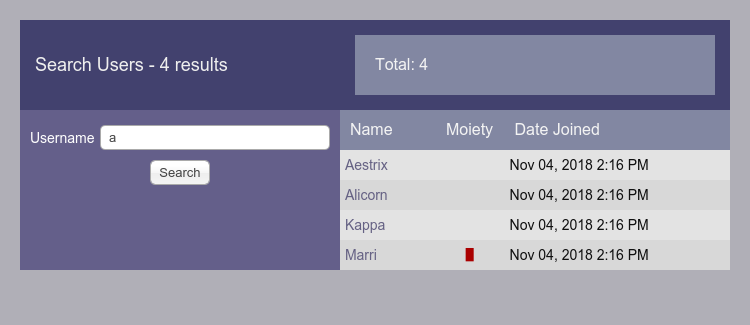 Search Users - 4 results
Total: 4
Username a
Search
Name Moiety Date Joined
Aestrix Nov 04, 2018 2:16 PM
Alicorn Nov 04, 2018 2:16 PM
Kappa Nov 04, 2018 2:16 PM
Marri Nov 04, 2018 2:16 PM